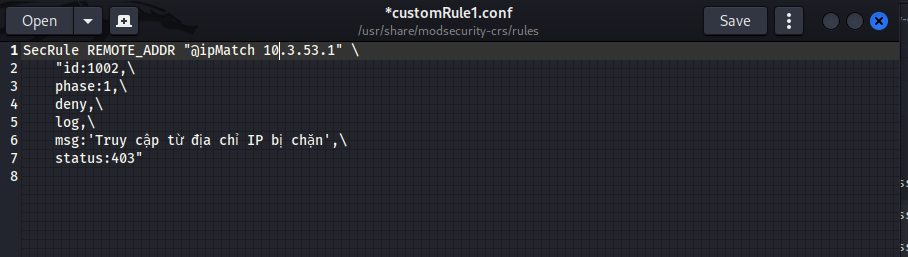 Open
*customRule1.conf
/usr/share/modsecurity-crs/rules
Save
1 SecRule REMOTE_ADDR "@ipMatch 10.3.53.1" \
2 "id:1002,\
3 phase:1,\
4 deny,\
5 log,\
6 msg:'Truy cập từ địa chỉ IP bị chặn',\
7 status:403"
8